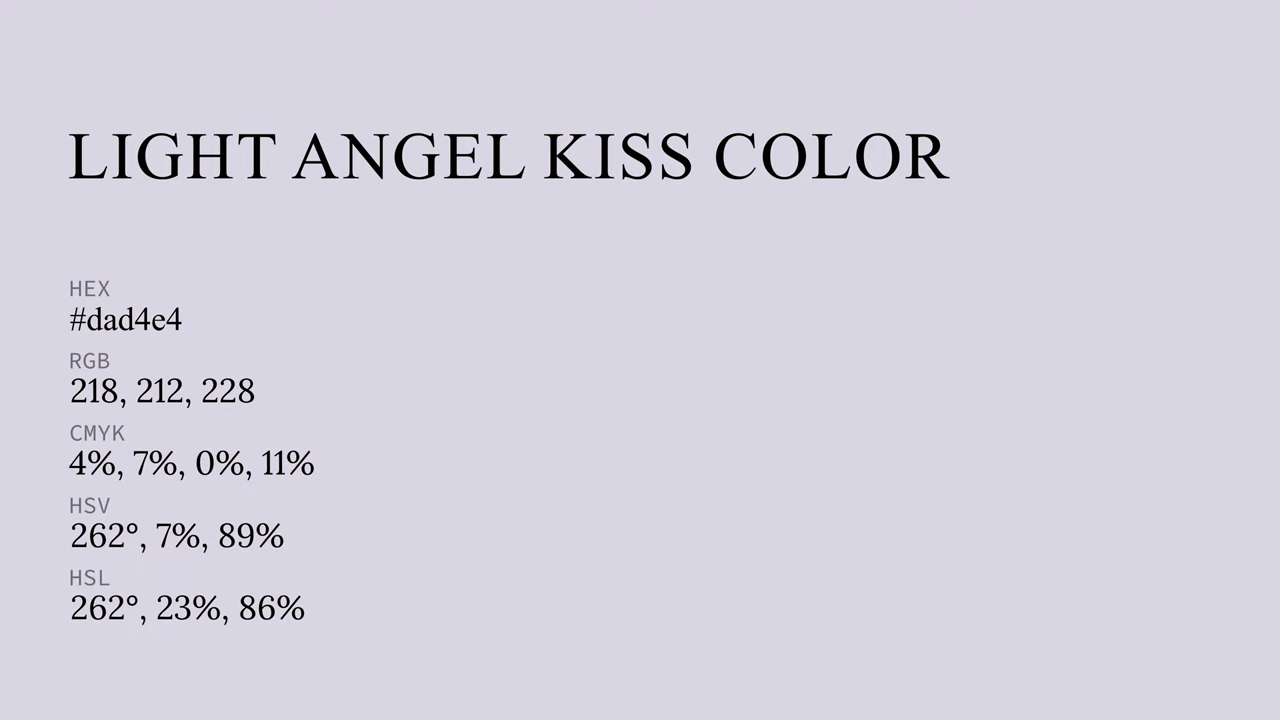 LIGHT ANGEL KISS COLOR
HEX
#dad4e4
RGB
218, 212, 228
CMYK
4%, 7%, 0%, 11%
HSV
262°, 7%, 89%
HSL
262°, 23%, 86%